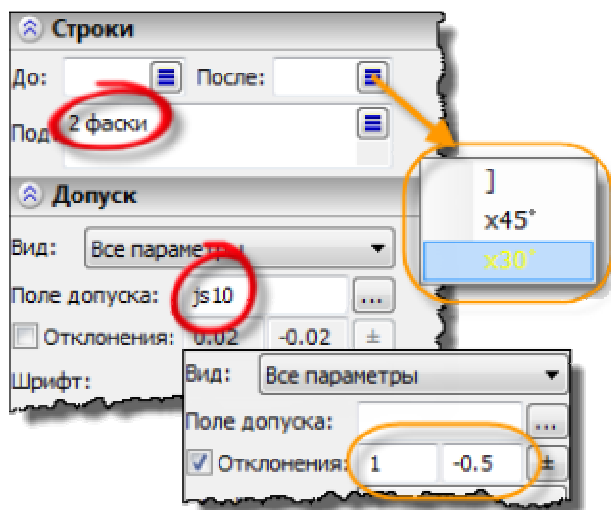 Строки
До: После:
Под 2 фаски
]
x45°
x30°
Допуск
Вид: Все параметры
Поле допуска: js10 ...
Отклонения: 0.02 -0.02 ±
Шрифт:
Вид: Все параметры
Поле допуска: ...
Отклонения: 1 -0.5 ±